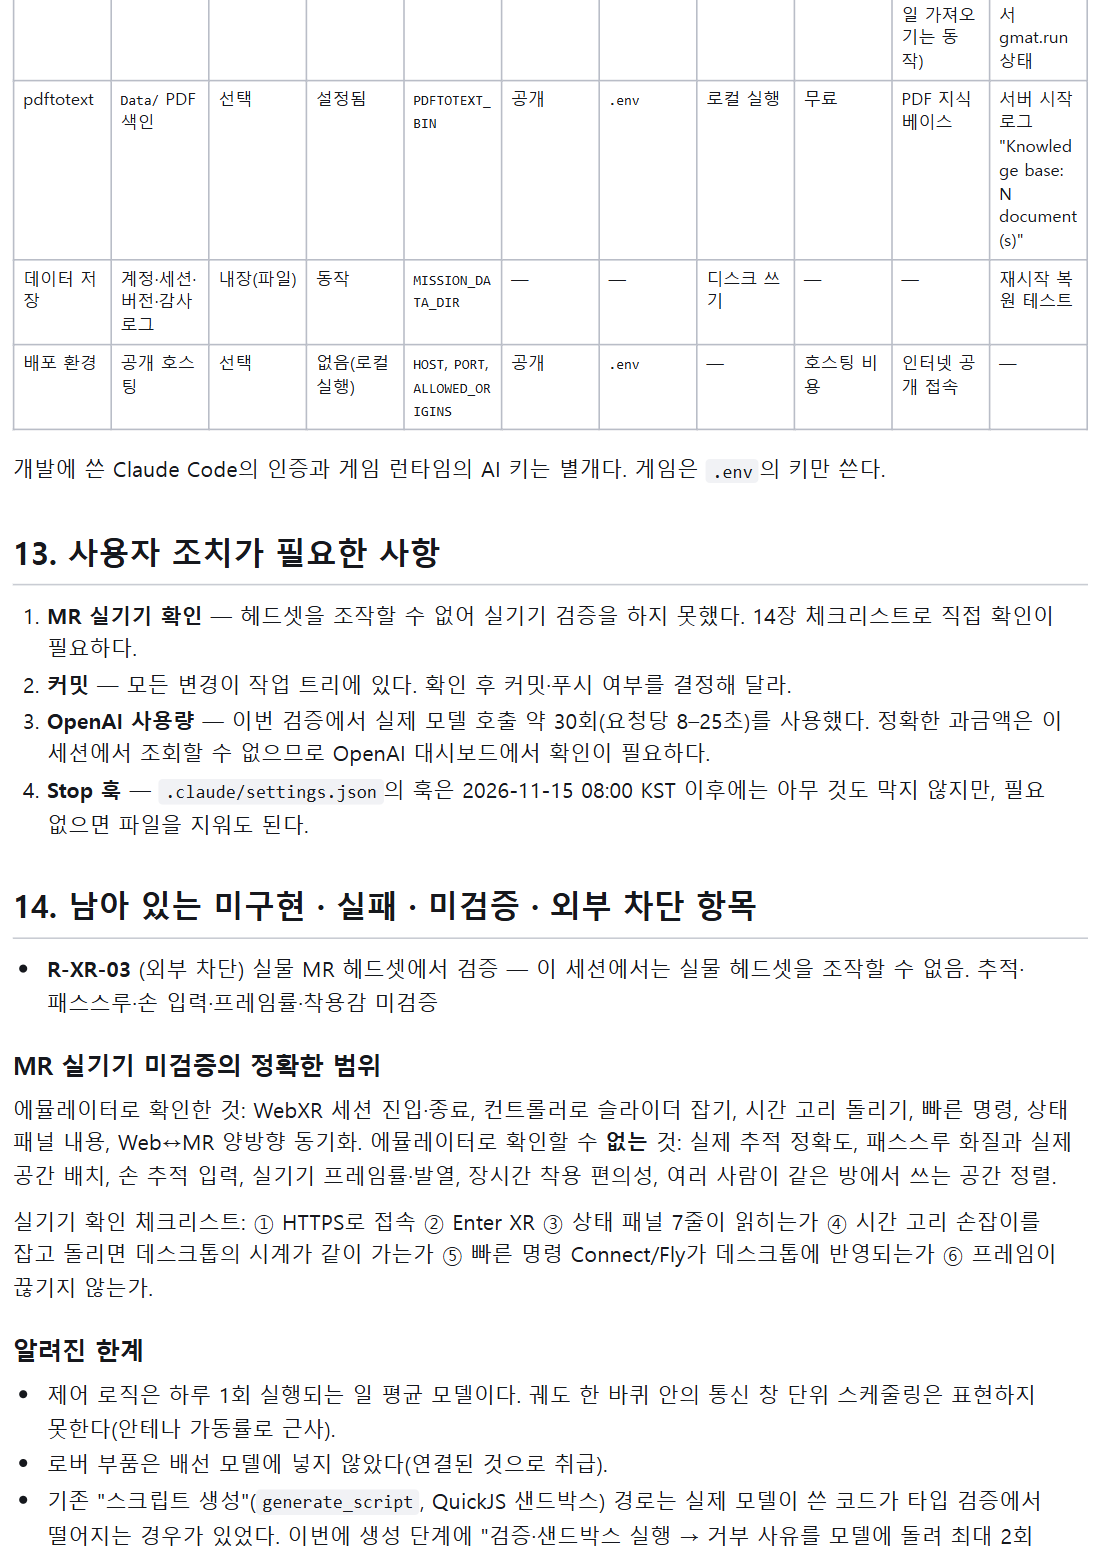 일 가져오
기는 동
작)
서
gmat.run
상태
pdftotext
Data/ PDF
색인
선택
설정됨
PDFTOTEXT_
BIN
공개
.env
로컬 실행
무료
PDF 지식
베이스
서버 시작
로그
"Knowled
ge base:
N
document
(s)"
데이터 저
장
계정·세션·
버전·감사
로그
내장(파일)
동작
MISSION_DA
TA_DIR
—
—
디스크 쓰
기
—
—
재시작 복
원 테스트
배포 환경
공개 호스
팅
선택
없음(로컬
실행)
HOST, PORT,
ALLOWED_OR
IGINS
공개
.env
—
호스팅 비
용
인터넷 공
개 접속
—
개발에 쓴 Claude Code의 인증과 게임 런타임의 AI 키는 별개다. 게임은 .env의 키만 쓴다.
13. 사용자 조치가 필요한 사항
1. MR 실기기 확인 — 헤드셋을 조작할 수 없어 실기기 검증을 하지 못했다. 14장 체크리스트로 직접 확인이
필요하다.
2. 커밋 — 모든 변경이 작업 트리에 있다. 확인 후 커밋·푸시 여부를 결정해 달라.
3. OpenAI 사용량 — 이번 검증에서 실제 모델 호출 약 30회(요청당 8–25초)를 사용했다. 정확한 과금액은 이
세션에서 조회할 수 없으므로 OpenAI 대시보드에서 확인이 필요하다.
4. Stop 훅 — .claude/settings.json의 훅은 2026-11-15 08:00 KST 이후에는 아무 것도 막지 않지만, 필요
없으면 파일을 지워도 된다.
14. 남아 있는 미구현 · 실패 · 미검증 · 외부 차단 항목
• R-XR-03 (외부 차단) 실물 MR 헤드셋에서 검증 — 이 세션에서는 실물 헤드셋을 조작할 수 없음. 추적·
패스스루·손 입력·프레임률·착용감 미검증
MR 실기기 미검증의 정확한 범위
에뮬레이터로 확인한 것: WebXR 세션 진입·종료, 컨트롤러로 슬라이더 잡기, 시간 고리 돌리기, 빠른 명령, 상태
패널 내용, Web↔MR 양방향 동기화. 에뮬레이터로 확인할 수 없는 것: 실제 추적 정확도, 패스스루 화질과 실제
공간 배치, 손 추적 입력, 실기기 프레임률·발열, 장시간 착용 편의성, 여러 사람이 같은 방에서 쓰는 공간 정렬.
실기기 확인 체크리스트: ① HTTPS로 접속 ② Enter XR ③ 상태 패널 7줄이 읽히는가 ④ 시간 고리 손잡이를
잡고 돌리면 데스크톱의 시계가 같이 가는가 ⑤ 빠른 명령 Connect/Fly가 데스크톱에 반영되는가 ⑥ 프레임이
끊기지 않는가.
알려진 한계
• 제어 로직은 하루 1회 실행되는 일 평균 모델이다. 궤도 한 바퀴 안의 통신 창 단위 스케줄링은 표현하지
못한다(안테나 가동률로 근사).
• 로버 부품은 배선 모델에 넣지 않았다(연결된 것으로 취급).
• 기존 "스크립트 생성"(generate_script, QuickJS 샌드박스) 경로는 실제 모델이 쓴 코드가 타입 검증에서
떨어지는 경우가 있었다. 이번에 생성 단계에 "검증·샌드박스 실행 → 거부 사유를 모델에 돌려 최대 2회